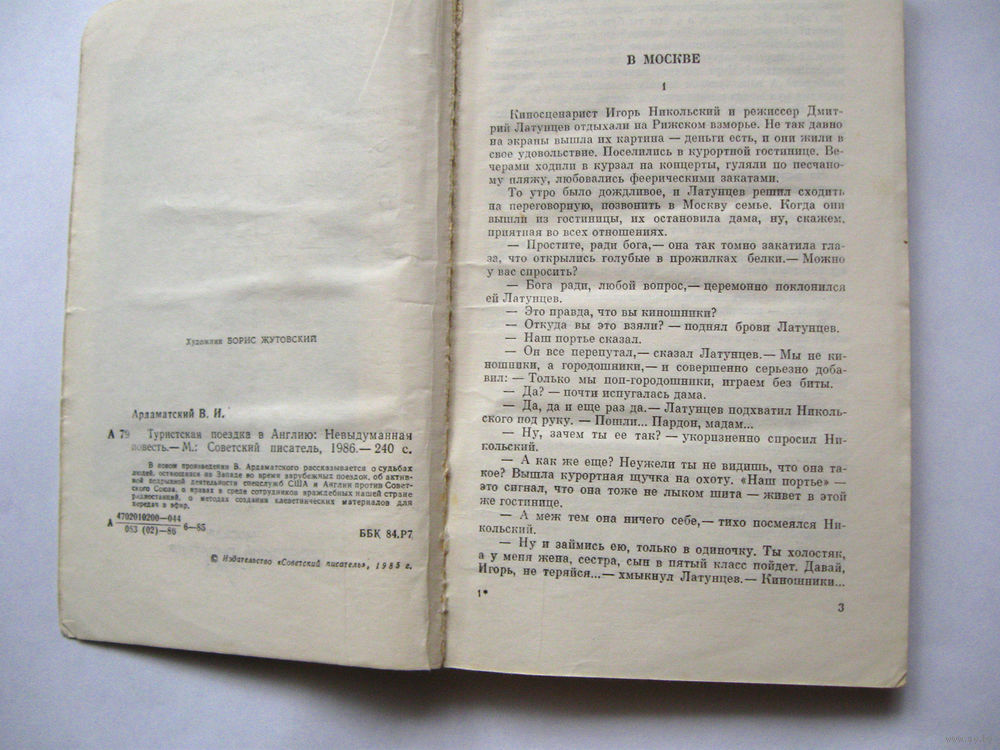 Художник БОРИС ЖУТОВСКИЙ
Ардаматский В. И.
А 79 Туристская поездка в Англию: Невыдуманная
повесть.— М.: Советский писатель, 1986.— 240 с.
В новом произведении В. Ардаматского рассказывается о судьбах
людей, оставшихся на Западе во время зарубежных поездок, об актив-
ной подрывной деятельности спецслужб США и Англии против Совет-
ского Союза, о нравах в среде сотрудников враждебных нашей стране
радиостанций, о методах создания клеветнических материалов для
передач в эфир.
А 4702010200—044
083 (02)—86 6—85
ББК 84.Р7
© Издательство «Советский писатель», 1985 г.
В МОСКВЕ
1
Киносценарист Игорь Никольский и режиссер Дмит-
рий Латунцев отдыхали на Рижском взморье. Не так давно
на экраны вышла их картина — деньги есть, и они жили в
свое удовольствие. Поселились в курортной гостинице. Ве-
черами ходили в курзал на концерты, гуляли по песчано-
му пляжу, любовались феерическими закатами.
То утро было дождливое, и Латунцев решил сходить
на переговорную, позвонить в Москву семье. Когда они
вышли из гостиницы, их остановила дама, ну, скажем,
приятная во всех отношениях.
— Простите, ради бога,— она так томно закатила гла-
за, что открылись голубые в прожилках белки.— Можно
у вас спросить?
— Бога ради, любой вопрос,— церемонно поклонился
ей Латунцев.
— Это правда, что вы киношники?
— Откуда вы это взяли? — поднял брови Латунцев.
— Наш портье сказал.
— Он все перепутал,— сказал Латунцев.— Мы не ки-
ношники, а городошники,— и совершенно серьезно доба-
вил: — Только мы поп-городошники, играем без биты.
— Да? — почти испугалась дама.
— Да, да и еще раз да.— Латунцев подхватил Николь-
ского под руку. — Пошли... Пардон, мадам...
— Ну, зачем ты ее так? — укоризненно спросил Ни-
кольский.
— А как же еще? Неужели ты не видишь, что она та-
кое? Вышла курортная щучка на охоту. «Наш портье» —
это сигнал, что она тоже не лыком шита — живет в этой
же гостинице.
— А меж тем она ничего себе,— тихо посмеялся Ни-
кольский.
— Ну и займись ею, только в одиночку. Ты холостяк,
а у меня жена, сестра, сын в пятый класс пойдет. Давай,
Игорь, не теряйся...— хмыкнул Латунцев.— Киношники...
1*
3